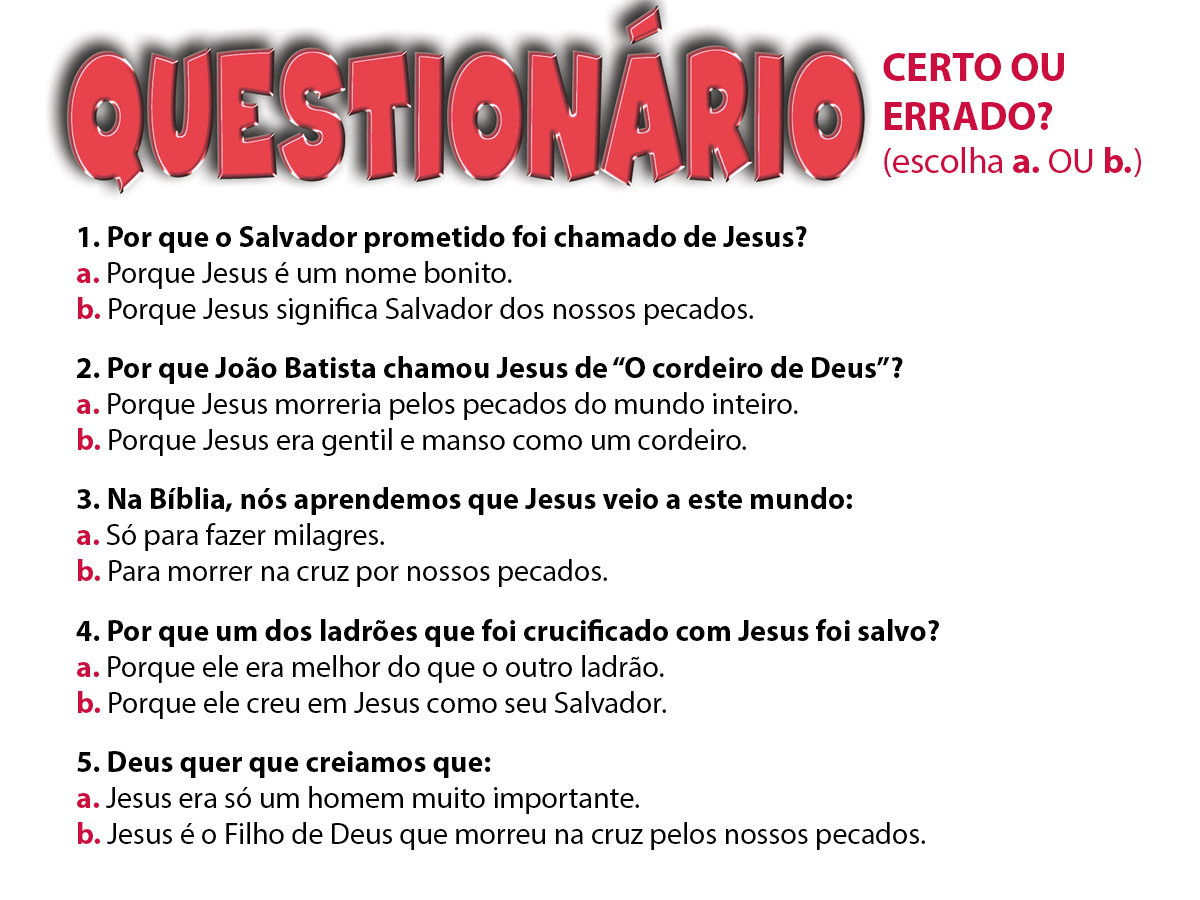 QUESTIONÁRIO
CERTO OU
ERRADO?
(escolha a. OU b.)
1. Por que o Salvador prometido foi chamado de Jesus?
a. Porque Jesus é um nome bonito.
b. Porque Jesus significa Salvador dos nossos pecados.
2. Por que João Batista chamou Jesus de “O cordeiro de Deus”?
a. Porque Jesus morreria pelos pecados do mundo inteiro.
b. Porque Jesus era gentil e manso como um cordeiro.
3. Na Bíblia, nós aprendemos que Jesus veio a este mundo:
a. Só para fazer milagres.
b. Para morrer na cruz por nossos pecados.
4. Por que um dos ladrões que foi crucificado com Jesus foi salvo?
a. Porque ele era melhor do que o outro ladrão.
b. Porque ele creu em Jesus como seu Salvador.
5. Deus quer que creiamos que:
a. Jesus era só um homem muito importante.
b. Jesus é o Filho de Deus que morreu na cruz pelos nossos pecados.